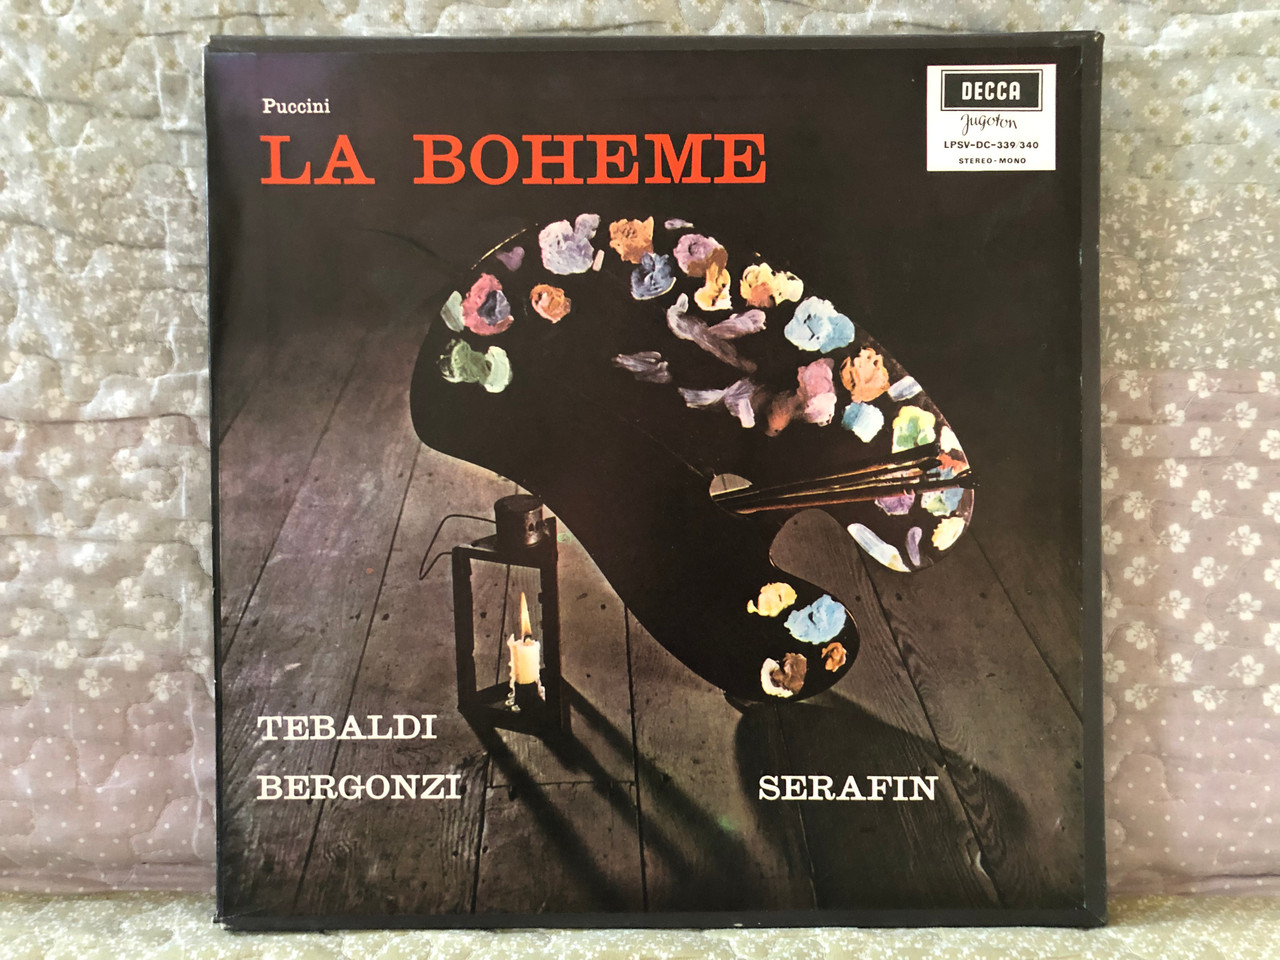 Puccini
LA BOHEME
DECCA
Jugoton
LPSV-DC-339/340
STEREO-MONO
TEBALDI
BERGONZI
SERAFIN